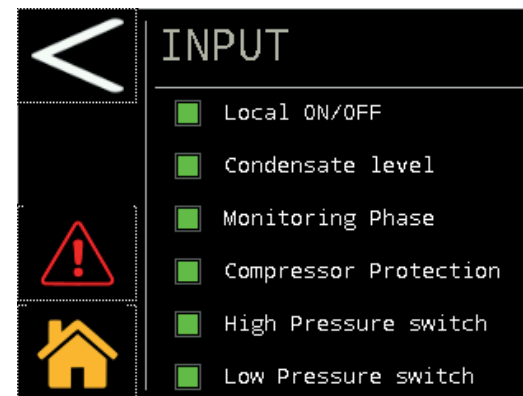 INPUT
Local ON/OFF
Condensate level
Monitoring Phase
Compressor Protection
High Pressure switch
Low Pressure switch